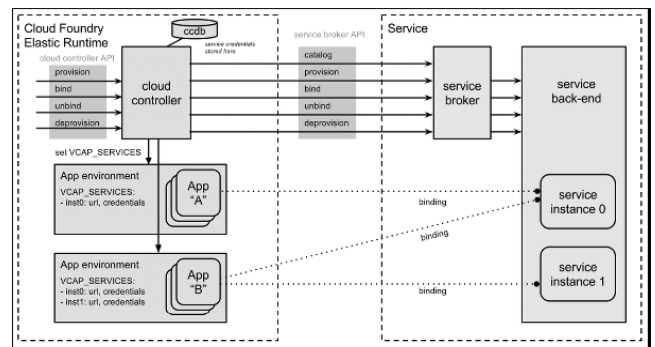 Cloud Foundry
Elastic Runtime
ccdb
service credentials
stored here
service broker API
Service
cloud controller API
provision
bind
unbind
deprovision
cloud
controller
catalog
provision
bind
unbind
deprovision
service
broker
service
back-end
set VCAP_SERVICES
App environment
VCAP_SERVICES:
- inst0: url, credentials
App
"A"
binding
service
instance 0
binding
App environment
VCAP_SERVICES:
- inst0: url, credentials
- inst1: url, credentials
App
"B"
binding
service
instance 1